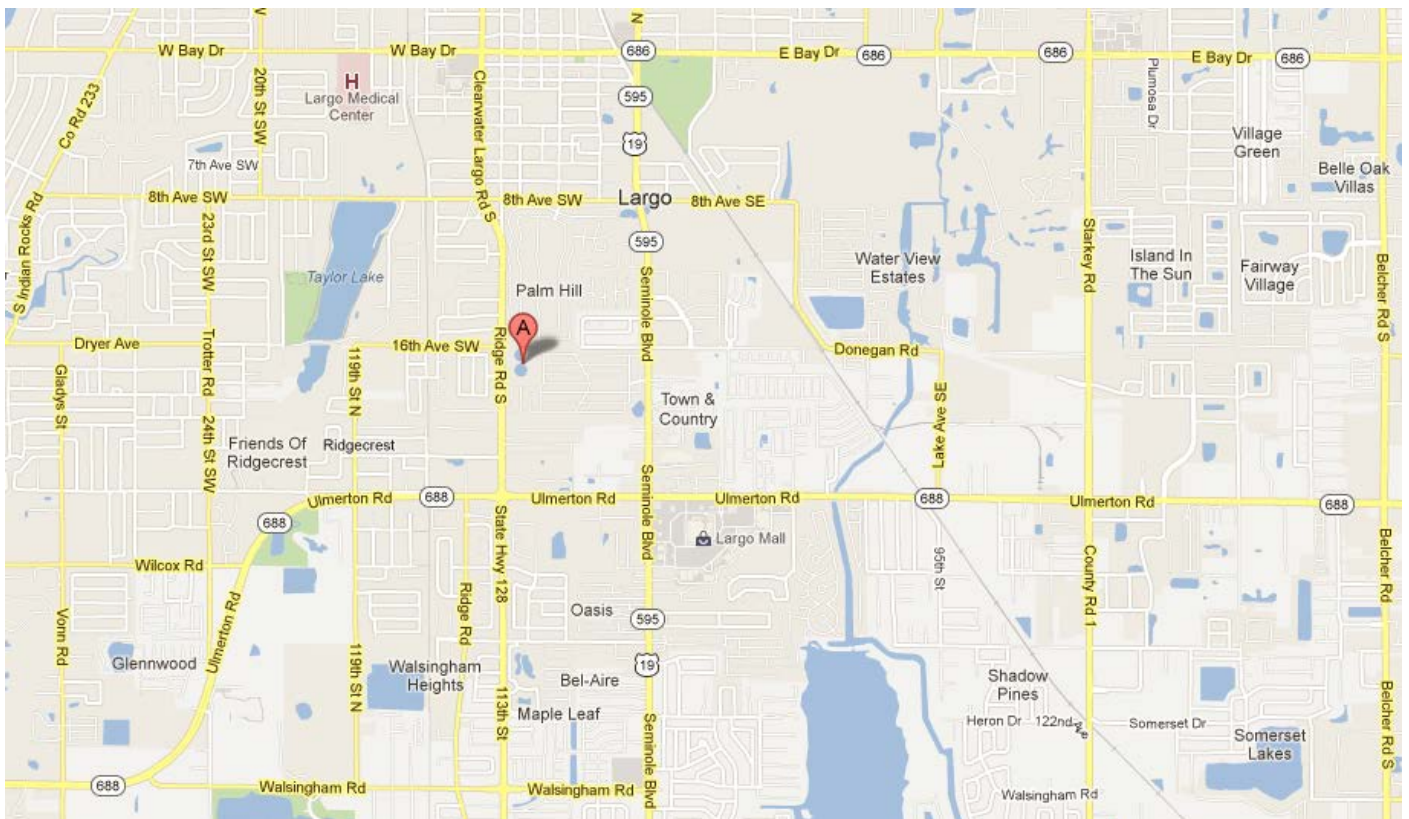 N
W Bay Dr
W Bay Dr
686
E Bay Dr
686
686
E Bay Dr
686
Co Rd 233
20th St SW
H
Largo Medical
Center
Clearwater Largo Rd S
595
19
Plumosa Dr
Village
Green
Belle Oak
Villas
7th Ave SW
8th Ave SW
8th Ave SW
Largo
8th Ave SE
S Indian Rocks Rd
23rd St SW
595
Taylor Lake
Palm Hill
Seminole Blvd
Water View
Estates
Starkey Rd
Island In
The Sun
Fairway
Village
Belcher Rd S
A
Dryer Ave
Trotter Rd
16th Ave SW
Ridge Rd S
Donegan Rd
Gladys St
119th St N
Town &
Country
Lake Ave SE
24th St SW
Friends Of
Ridgecrest
Ridgecrest
Seminole Blvd
Ulmerton Rd
688
Ulmerton Rd
Ulmerton Rd
688
Ulmerton Rd
688
688
State Hwy 128
Largo Mall
95th St
County Rd 1
Belcher Rd
Wilcox Rd
Ridge Rd
Vonn Rd
Ulmerton Rd
Oasis
595
119th St N
Glennwood
Walsingham
Heights
113th St
Bel-Aire
19
Shadow
Pines
Belcher Rd S
Maple Leaf
Seminole Blvd
Heron Dr
122nd Ave
Somerset Dr
Somerset
Lakes
688
Walsingham Rd
Walsingham Rd
Walsingham Rd